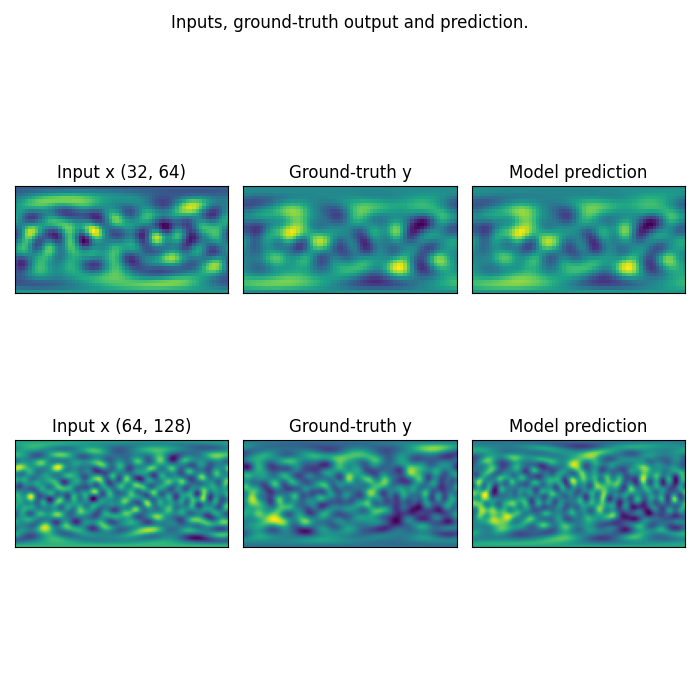 Inputs, ground-truth output and prediction.
Input x (32, 64)
Ground-truth y
Model prediction
Input x (64, 128)
Ground-truth y
Model prediction